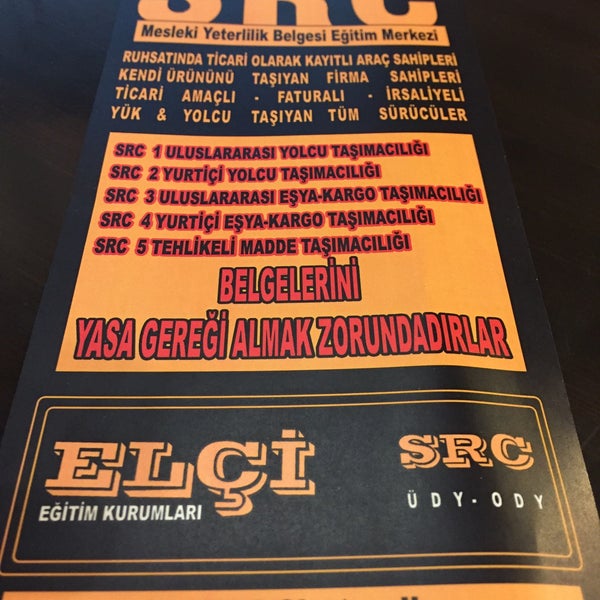 SRC
Mesleki Yeterlilik Belgesi Eğitim Merkezi
RUHSATINDA TİCARİ OLARAK KAYITLI ARAÇ SAHİPLERİ
KENDİ ÜRÜNÜNÜ TAŞIYAN FİRMA SAHİPLERİ
TİCARİ AMAÇLI - FATURALI - İRSALİYELİ
YÜK & YOLCU TAŞIYAN TÜM SÜRÜCÜLER
SRC 1 ULUSLARARASI YOLCU TAŞIMACILIĞI
SRC 2 YURTİÇİ YOLCU TAŞIMACILIĞI
SRC 3 ULUSLARARASI EŞYA-KARGO TAŞIMACILIĞI
SRC 4 YURTİÇİ EŞYA-KARGO TAŞIMACILIĞI
SRC 5 TEHLİKELİ MADDE TAŞIMACILIĞI
BELGELERİNİ
YASA GEREĞİ ALMAK ZORUNDADIRLAR
ELÇİ SRC
EĞİTİM KURUMLARI ÜDY-ODY